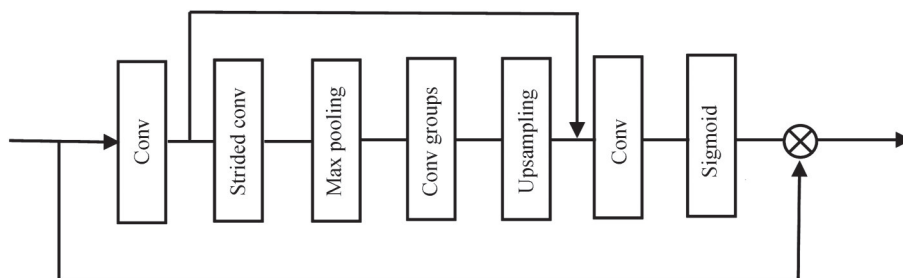 Conv
Strided conv
Max pooling
Conv groups
Upsampling
Conv
Sigmoid